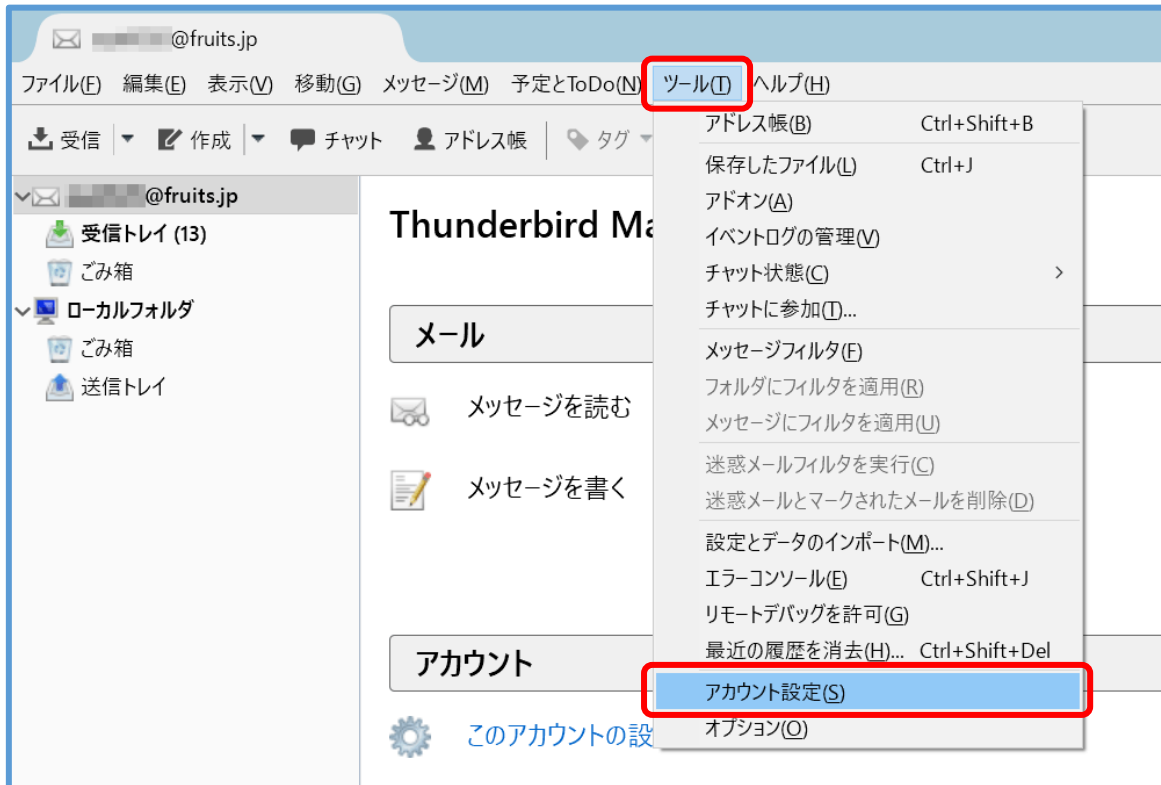 @fruits.jp
ファイル(F) 編集(E) 表示(V) 移動(G) メッセージ(M) 予定とToDo(N) ツール(T) ヘルプ(H)
受信 作成 チャット アドレス帳 タグ
@fruits.jp
受信トレイ (13)
ごみ箱
ローカルフォルダ
ごみ箱
送信トレイ
Thunderbird Ma
メール
メッセージを読む
メッセージを書く
アカウント
このアカウントの設
アドレス帳(B) Ctrl+Shift+B
保存したファイル(L) Ctrl+J
アドオン(A)
イベントログの管理(V)
チャット状態(C)
チャットに参加(T)...
メッセージフィルタ(F)
フォルダにフィルタを適用(R)
メッセージにフィルタを適用(U)
迷惑メールフィルタを実行(C)
迷惑メールとマークされたメールを削除(D)
設定とデータのインポート(M)...
エラーコンソール(E) Ctrl+Shift+J
リモートデバッグを許可(G)
最近の履歴を消去(H)... Ctrl+Shift+Del
アカウント設定(S)
オプション(O)